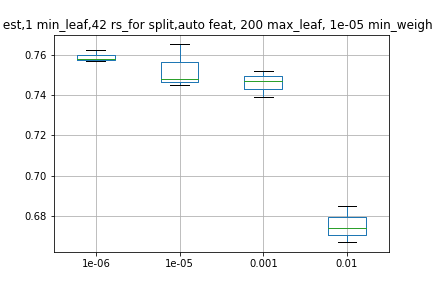 est,1 min_leaf,42 rs_for split,auto feat, 200 max_leaf, 1e-05 min_weigh
0.76
0.74
0.72
0.70
0.68
1e-06 1e-05 0.001 0.01